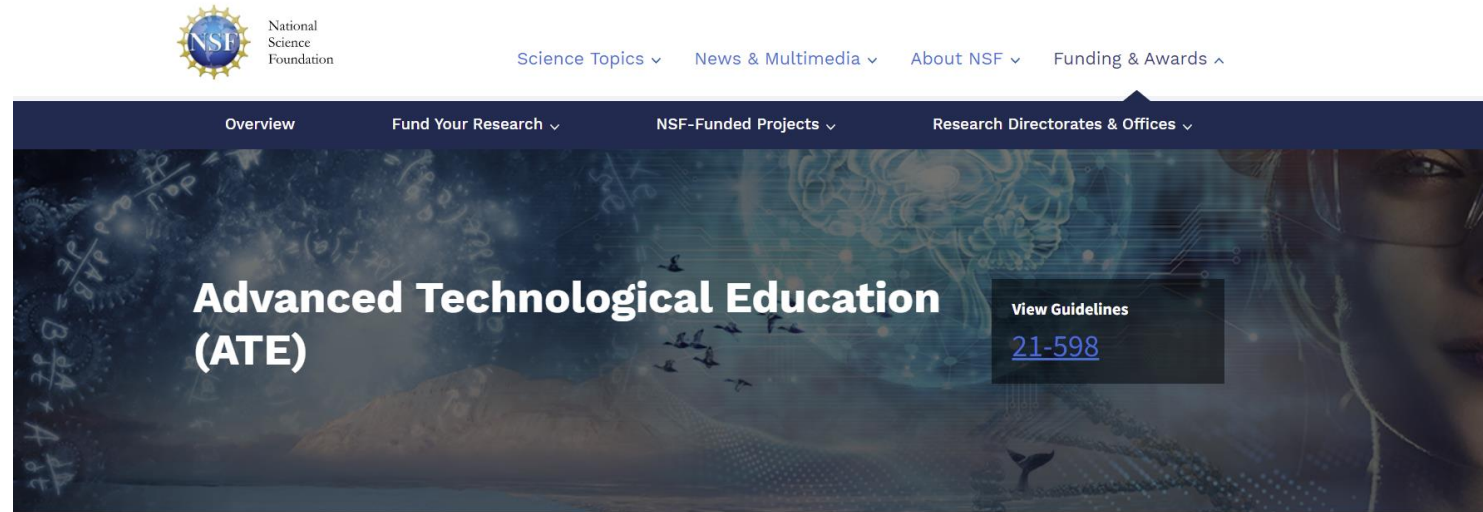 NSF
National
Science
Foundation
Science Topics
News & Multimedia
About NSF
Funding & Awards
Overview
Fund Your Research
NSF-Funded Projects
Research Directorates & Offices
Advanced Technological Education
(ATE)
View Guidelines
21-598